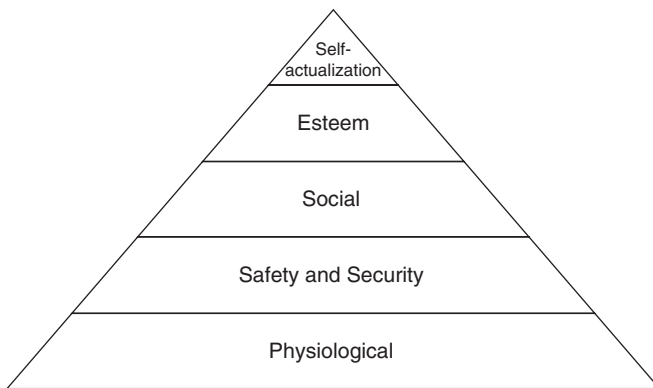 Self-
actualization
Esteem
Social
Safety and Security
Physiological